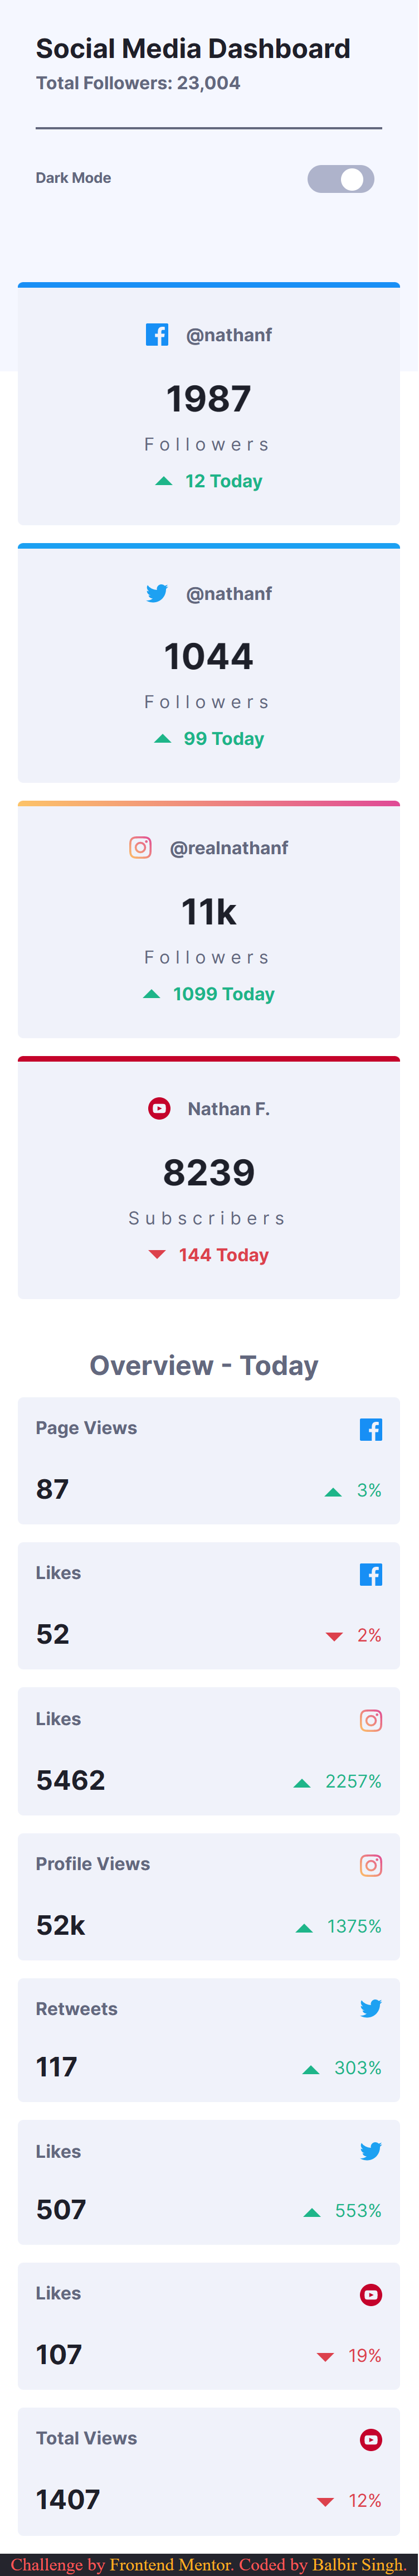 Social Media Dashboard
Total Followers: 23,004
Dark Mode
@nathanf
1987
Followers
12 Today
@nathanf
1044
Followers
99 Today
@realnathanf
11k
Followers
1099 Today
Nathan F.
8239
Subscribers
144 Today
Overview - Today
Page Views
87 3%
Likes
52 2%
Likes
5462 2257%
Profile Views
52k 1375%
Retweets
117 303%
Likes
507 553%
Likes
107 19%
Total Views
1407 12%
Challenge by Frontend Mentor. Coded by Balbir Singh.